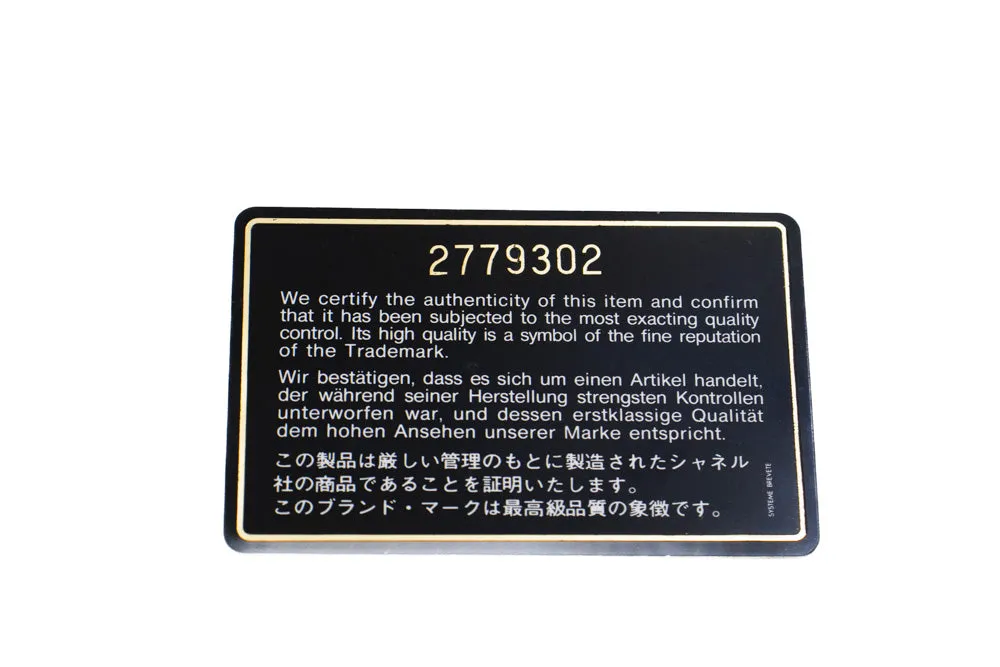 2779302
We certify the authenticity of this item and confirm
that it has been subjected to the most exacting quality
control. Its high quality is a symbol of the fine reputation
of the Trademark.
Wir bestätigen, dass es sich um einen Artikel handelt,
der während seiner Herstellung strengsten Kontrollen
unterworfen war, und dessen erstklassige Qualität
dem hohen Ansehen unserer Marke entspricht.
この製品は厳しい管理のもとに製造されたシャネル
社の商品であることを証明いたします。
このブランド・マークは最高級品質の象徴です。
SYSTEME BREVETE